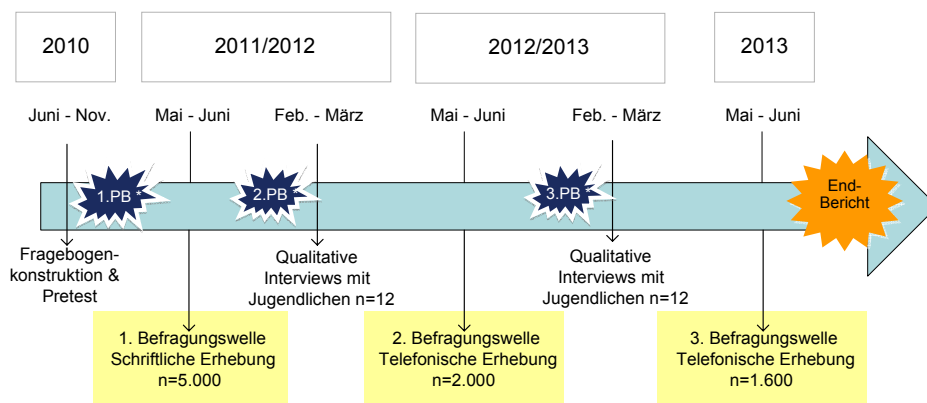 2010
2011/2012
2012/2013
2013
Juni - Nov.
Mai - Juni
Feb. - März
Mai - Juni
Feb. - März
Mai - Juni
1.PB *
2.PB *
3.PB *
End-
Bericht
Fragebogen-
konstruktion &
Pretest
Qualitative
Interviews mit
Jugendlichen n=12
Qualitative
Interviews mit
Jugendlichen n=12
1. Befragungswelle
Schriftliche Erhebung
n=5.000
2. Befragungswelle
Telefonische Erhebung
n=2.000
3. Befragungswelle
Telefonische Erhebung
n=1.600